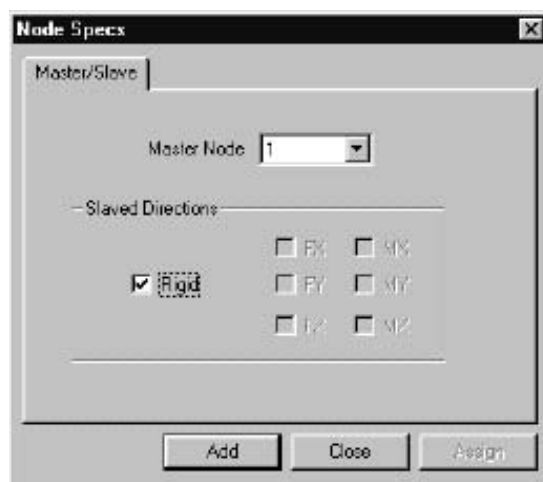 Node Specs
Master/Slave
Master Node 1
Slaved Directions
FX MX
Rigid FY MY
FZ MZ
Add Close Assign